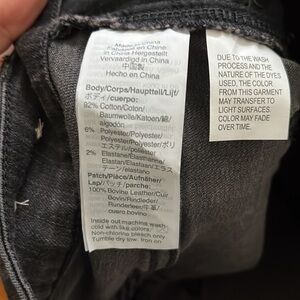 Made in China
Fabriqué en China
In China Hergestellt
Vervaardigd in China
中国製
Hecho en China
Body/Corps/Hauptteil/Lijf/
ボディ/cuerpo:
92% Cotton/Coton/
Baumwolle/Katoen/綿/
algodón
6% Polyester/Polyester/
Polyester/Polyester/ポリ
エステル/poliéster
2% Elastane/Élasthanne/
Elasthan/Elastaan/エラス
テーン/elastano
Patch/Pièce/Aufnäher/
Lap/パッチ/parche:
100% Bovine Leather/Cuir
Bovin/Rindleder/
Runderleer/牛革/
cuero bovino
Inside out machine wash
cold with like colors.
Non-chlorine bleach only
Tumble dry low. Iron on
DUE TO THE WASH
PROCESS AND THE
NATURE OF THE DYES
USED, THE COLOR
FROM THIS GARMENT
MAY TRANSFER TO
LIGHT SURFACES.
COLOR MAY FADE
OVER TIME.